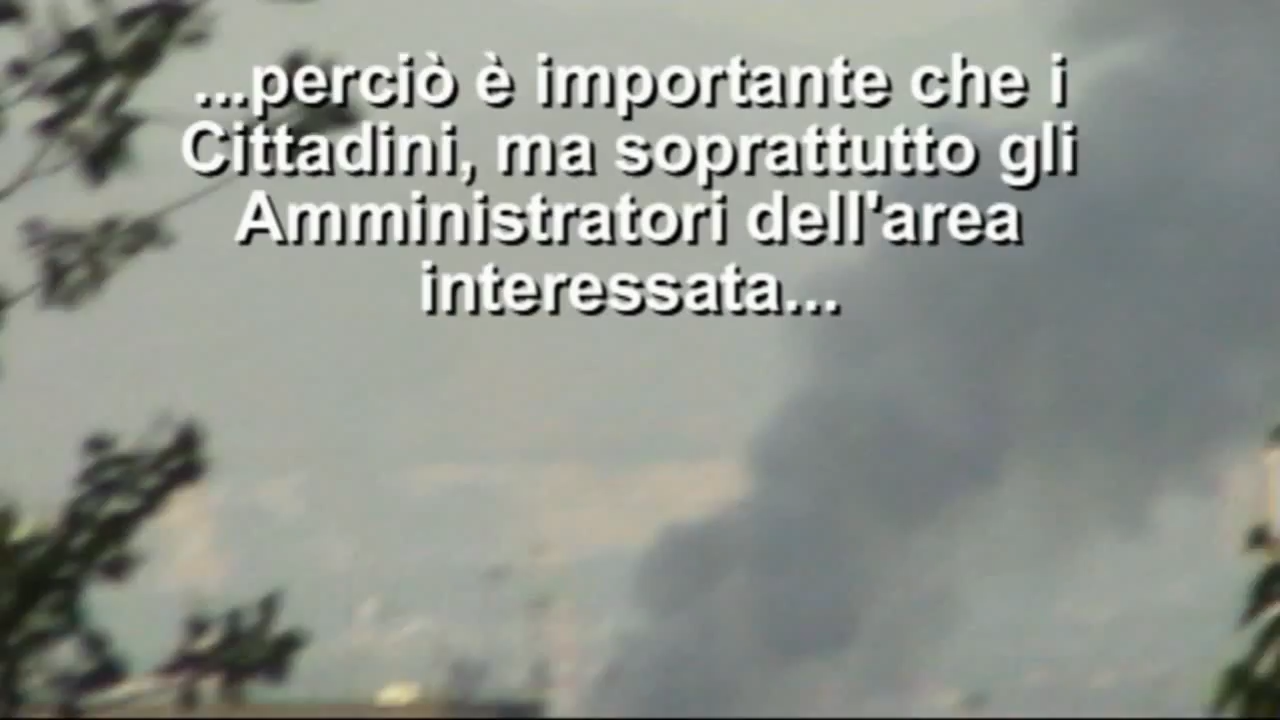 ...perciò è importante che i
Cittadini, ma soprattutto gli
Amministratori dell'area
interessata...